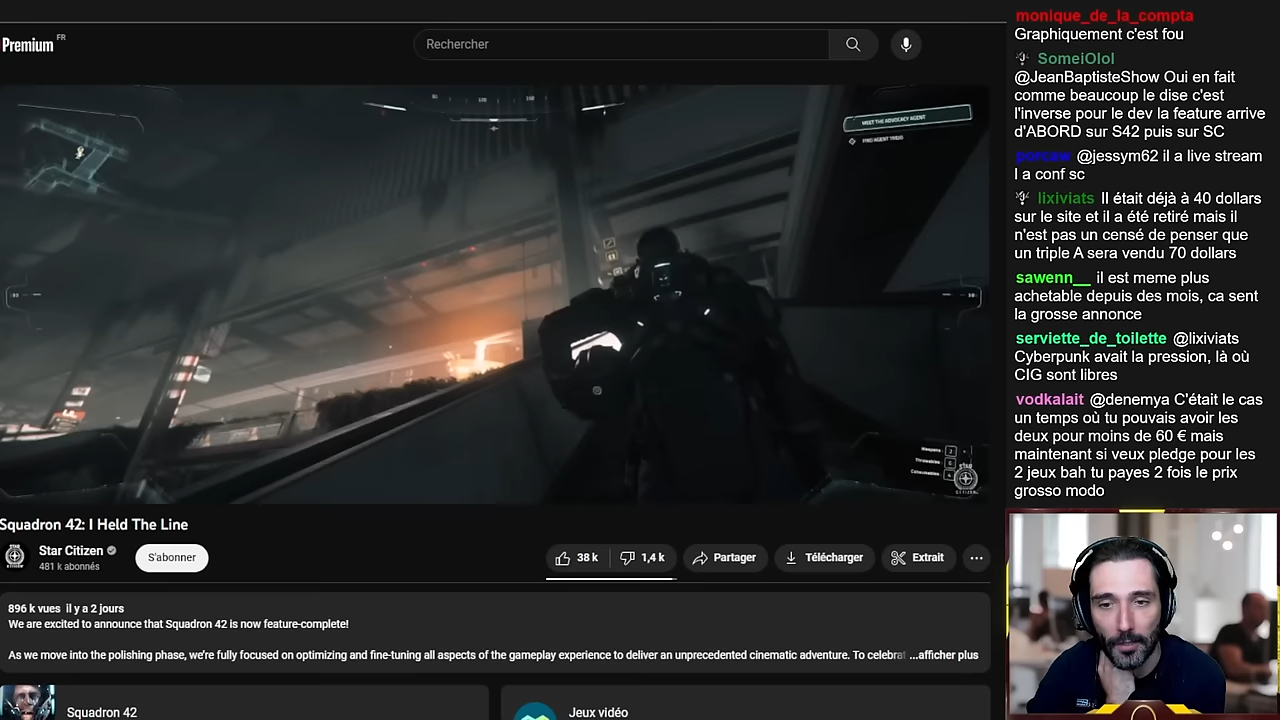 Premium FR
Rechercher
MEET THE ADVOCACY AGENT
Squadron 42: I Held The Line
Star Citizen
481 k abonnés
S'abonner
38 k
1,4 k
Partager
Télécharger
Extrait
896 k vues il y a 2 jours
We are excited to announce that Squadron 42 is now feature-complete!
As we move into the polishing phase, we're fully focused on optimizing and fine-tuning all aspects of the gameplay experience to deliver an unprecedented cinematic adventure. To celebrat ...afficher plus
Squadron 42
Jeux vidéo
monique_de_la_compta
Graphiquement c'est fou
SomeiOlol
@JeanBaptisteShow Oui en fait
comme beaucoup le dise c'est
l'inverse pour le dev la feature arrive
d'ABORD sur S42 puis sur SC
@jessym62 il a live stream
l a conf sc
lixiviats Il était déjà à 40 dollars
sur le site et il a été retiré mais il
n'est pas un censé de penser que
un triple A sera vendu 70 dollars
sawenn__ il est meme plus
achetable depuis des mois, ca sent
la grosse annonce
serviette_de_toilette @lixiviats
Cyberpunk avait la pression, là où
CIG sont libres
vodkalait @denemya C'était le cas
un temps où tu pouvais avoir les
deux pour moins de 60 € mais
maintenant si veux pledge pour les
2 jeux bah tu payes 2 fois le prix
grosso modo